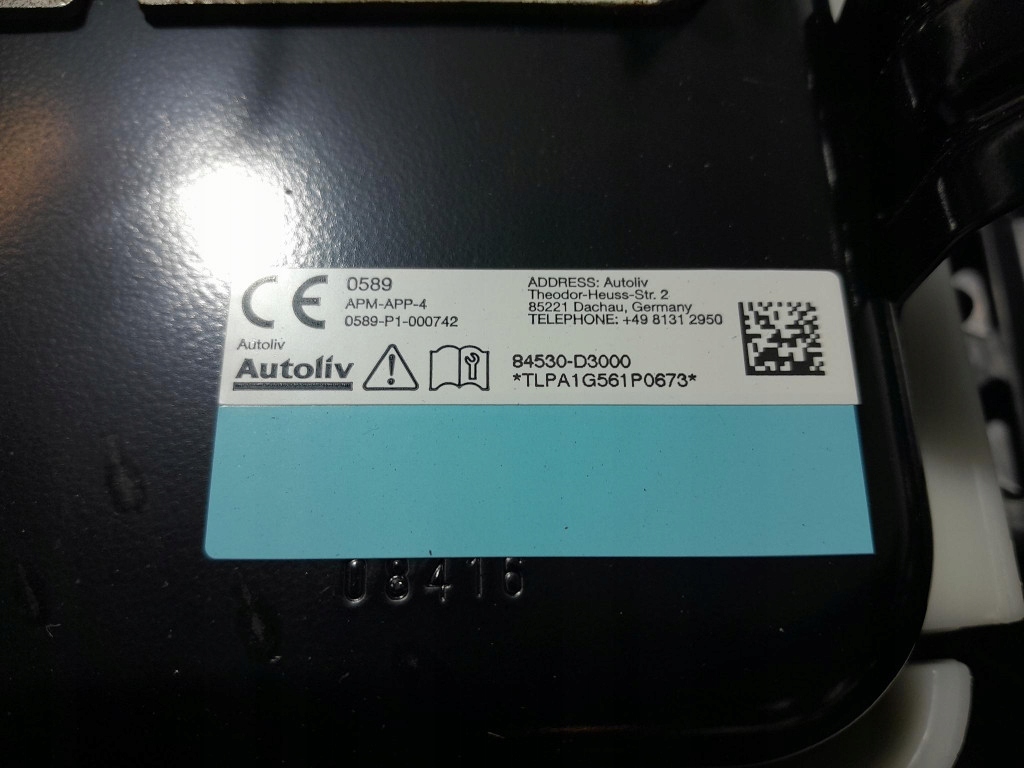 CE 0589
APM-APP-4
0589-P1-000742
ADDRESS: Autoliv
Theodor-Heuss-Str. 2
85221 Dachau, Germany
TELEPHONE: +49 8131 2950
Autoliv
Autoliv
84530-D3000
*TLPA1G561P0673*
08416